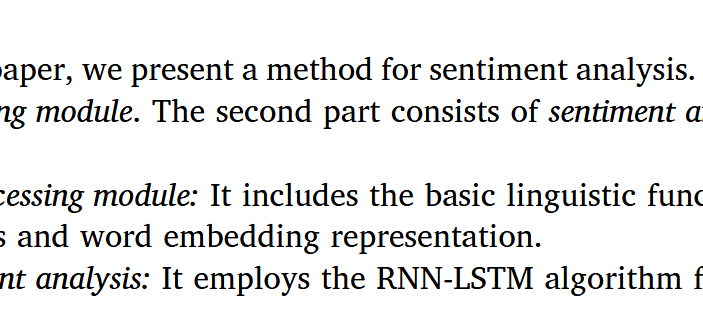 paper, we present a method for sentiment analysis.
ng module. The second part consists of sentiment a
cessing module: It includes the basic linguistic func
s and word embedding representation.
nt analysis: It employs the RNN-LSTM algorithm f